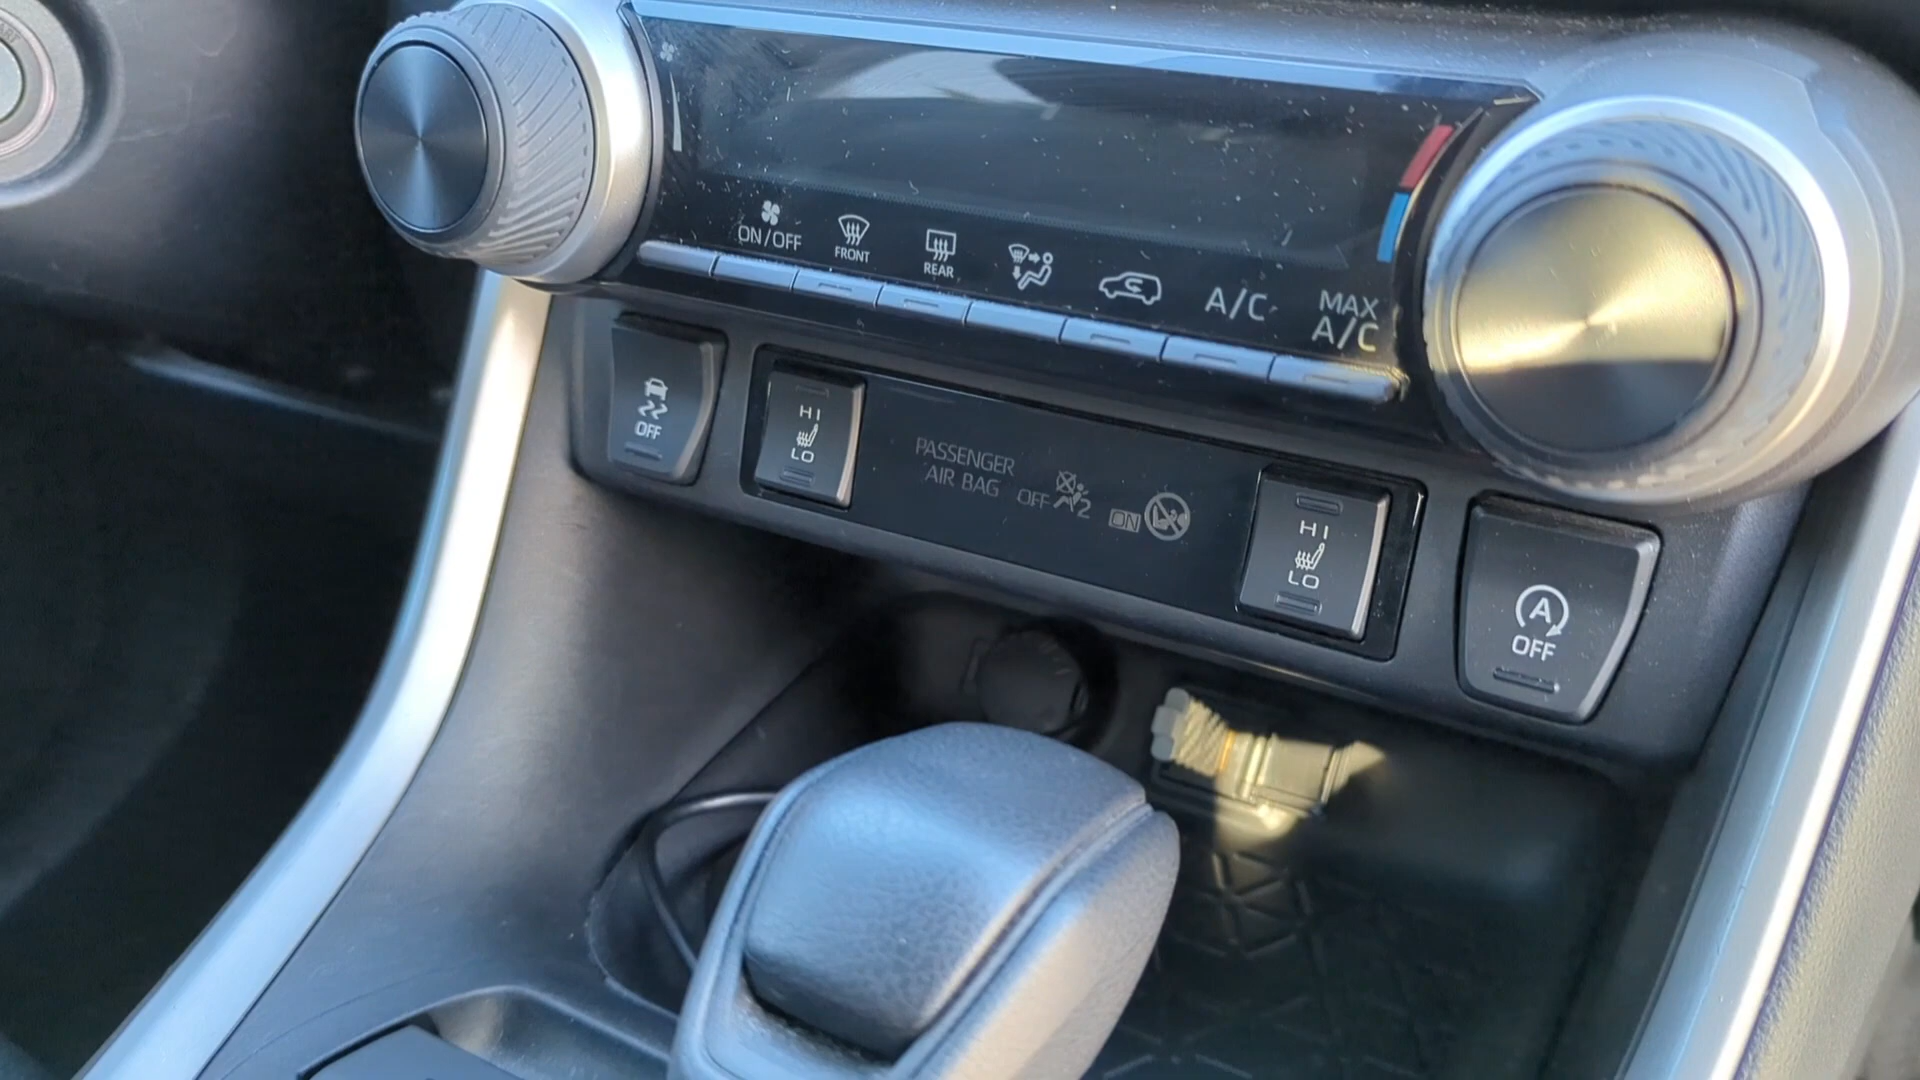 ON/OFF
FRONT
REAR
A/C
MAX
A/C
OFF
HI
LO
PASSENGER
AIR BAG
OFF
2
ON
HI
LO
A
OFF